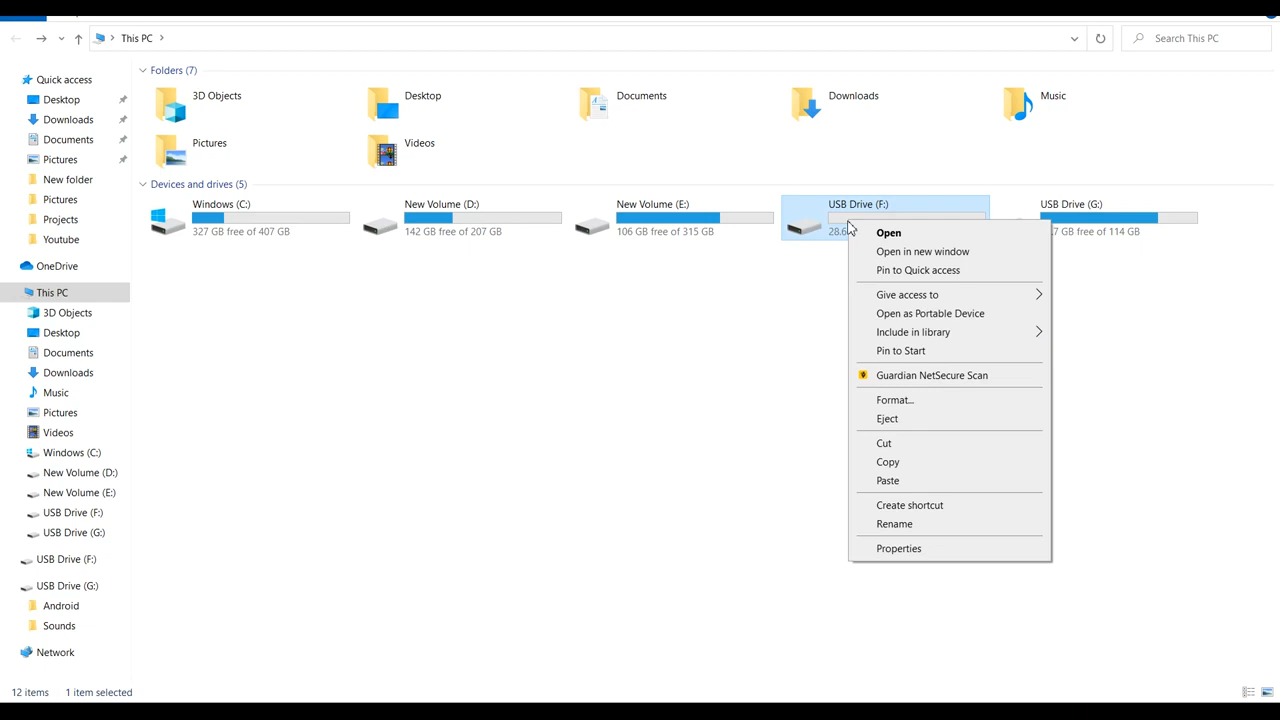 This PC
Search This PC
Quick access
Desktop
Downloads
Documents
Pictures
New folder
Pictures
Projects
Youtube
OneDrive
This PC
3D Objects
Desktop
Documents
Downloads
Music
Pictures
Videos
Windows (C:)
New Volume (D:)
New Volume (E:)
USB Drive (F:)
USB Drive (G:)
USB Drive (F:)
USB Drive (G:)
Android
Sounds
Network
Folders (7)
3D Objects
Desktop
Documents
Downloads
Music
Pictures
Videos
Devices and drives (5)
Windows (C:)
327 GB free of 407 GB
New Volume (D:)
142 GB free of 207 GB
New Volume (E:)
106 GB free of 315 GB
USB Drive (F:)
USB Drive (G:)
GB free of 114 GB
Open
Open in new window
Pin to Quick access
Give access to
Open as Portable Device
Include in library
Pin to Start
Guardian NetSecure Scan
Format...
Eject
Cut
Copy
Paste
Create shortcut
Rename
Properties
12 items
1 item selected